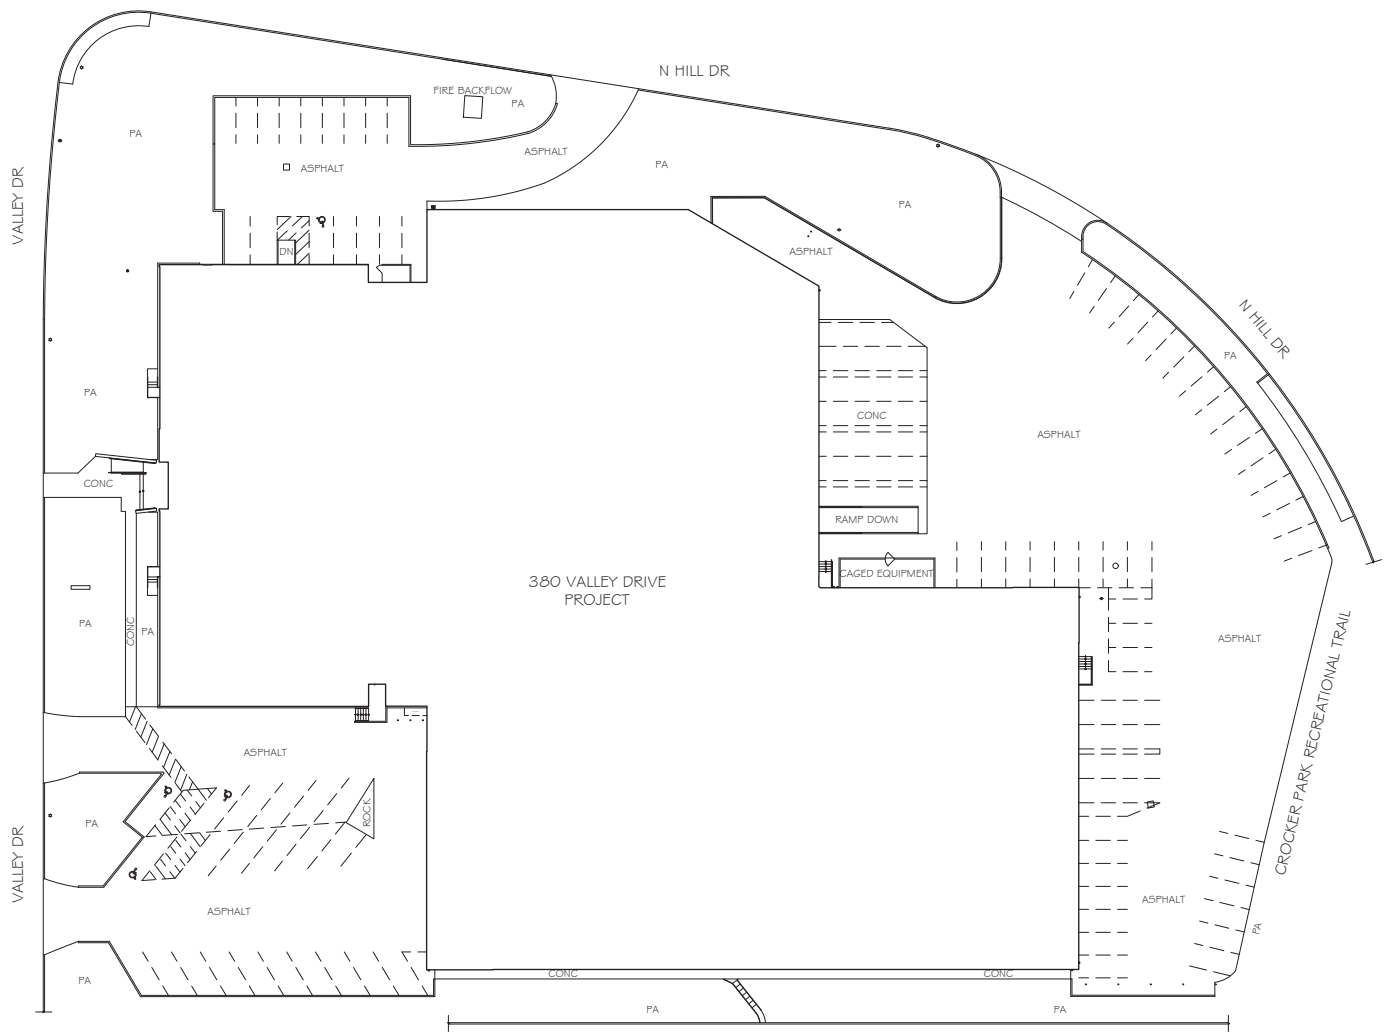 N HILL DR
FIRE BACKFLOW
PA
PA
ASPHALT
PA
ASPHALT
PA
VALLEY DR
DN
ASPHALT
N HILL DR
PA
PA
CONC
ASPHALT
CONC
RAMP DOWN
CAGED EQUIPMENT
380 VALLEY DRIVE
PROJECT
PA
CONC
PA
ASPHALT
CROCKER PARK RECREATIONAL TRAIL
ASPHALT
ROCK
PA
VALLEY DR
ASPHALT
ASPHALT
PA
PA
CONC
CONC
PA
PA